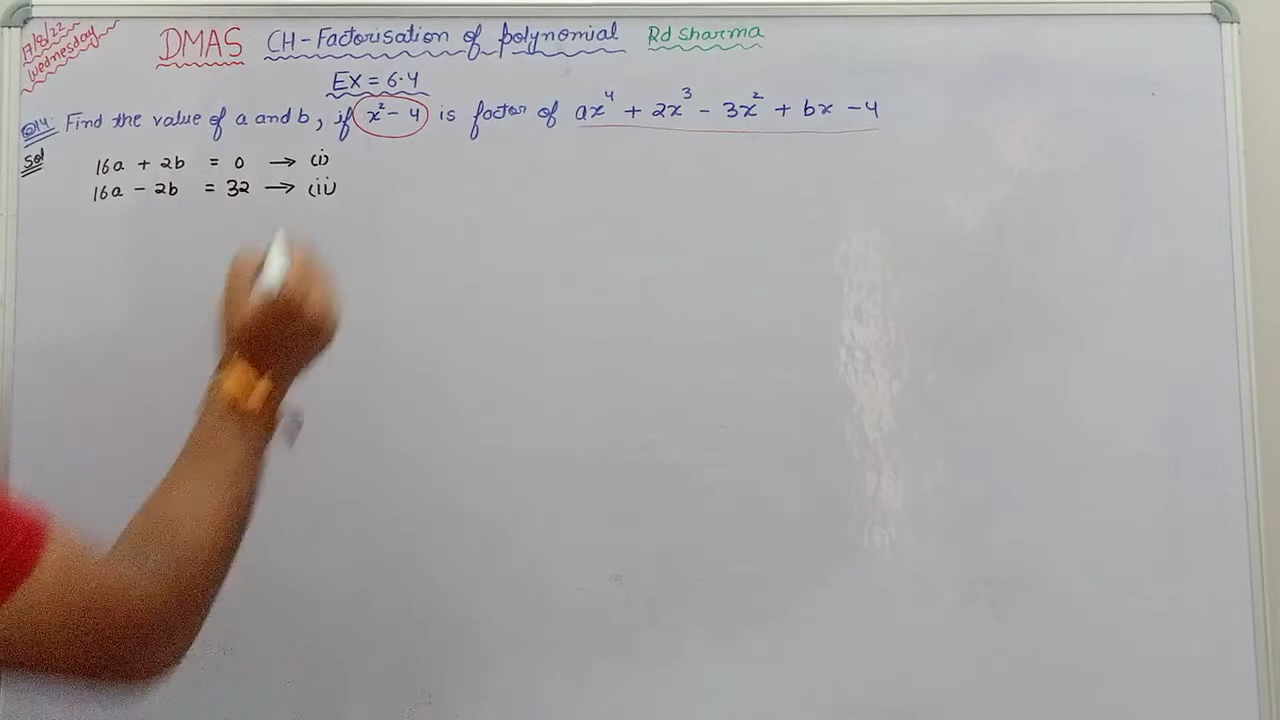 17/8/22
Wednesday
DMAS CH-Factorisation of polynomial Rd Sharma
Ex = 6.4
Q14. Find the value of a and b, if x² - 4 is factor of ax⁴ + 2x³ - 3x² + bx - 4
Sol
16a + 2b = 0 → (i)
16a - 2b = 32 → (ii)